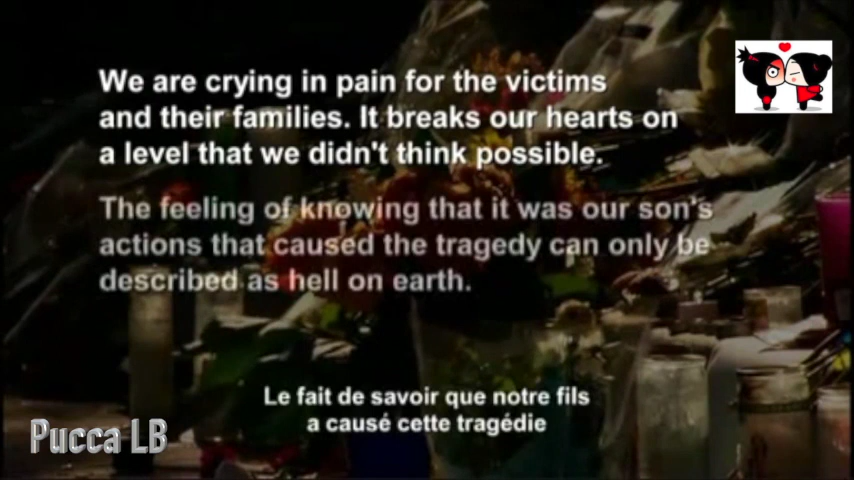 We are crying in pain for the victims
and their families. It breaks our hearts on
a level that we didn't think possible.
The feeling of knowing that it was our son's
actions that caused the tragedy can only be
described as hell on earth.
Le fait de savoir que notre fils
a causé cette tragédie
Pucca LB